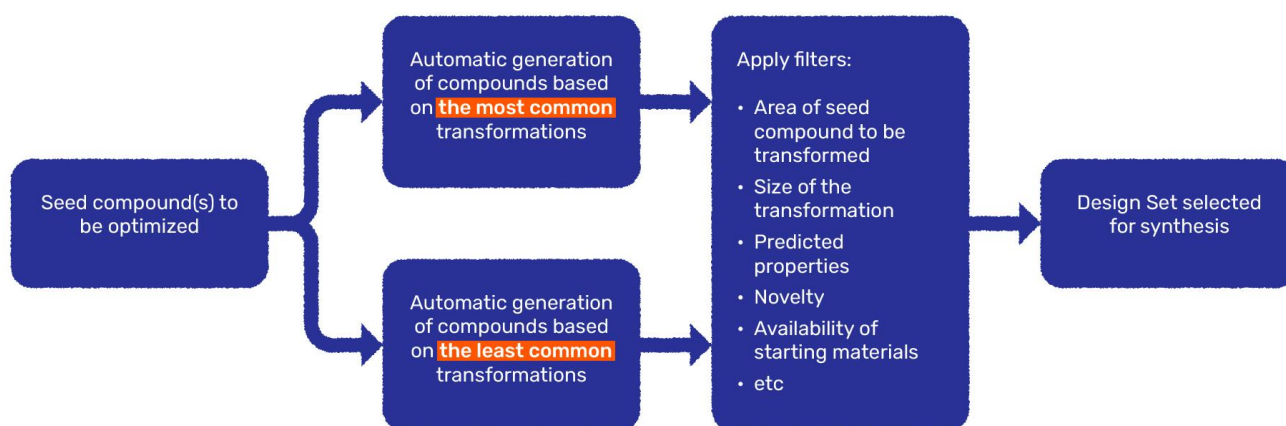 Seed compound(s) to
be optimized
Automatic generation
of compounds based
on the most common
transformations
Automatic generation
of compounds based
on the least common
transformations
Apply filters:
• Area of seed
compound to be
transformed
• Size of the
transformation
• Predicted
properties
• Novelty
• Availability of
starting materials
• etc
Design Set selected
for synthesis